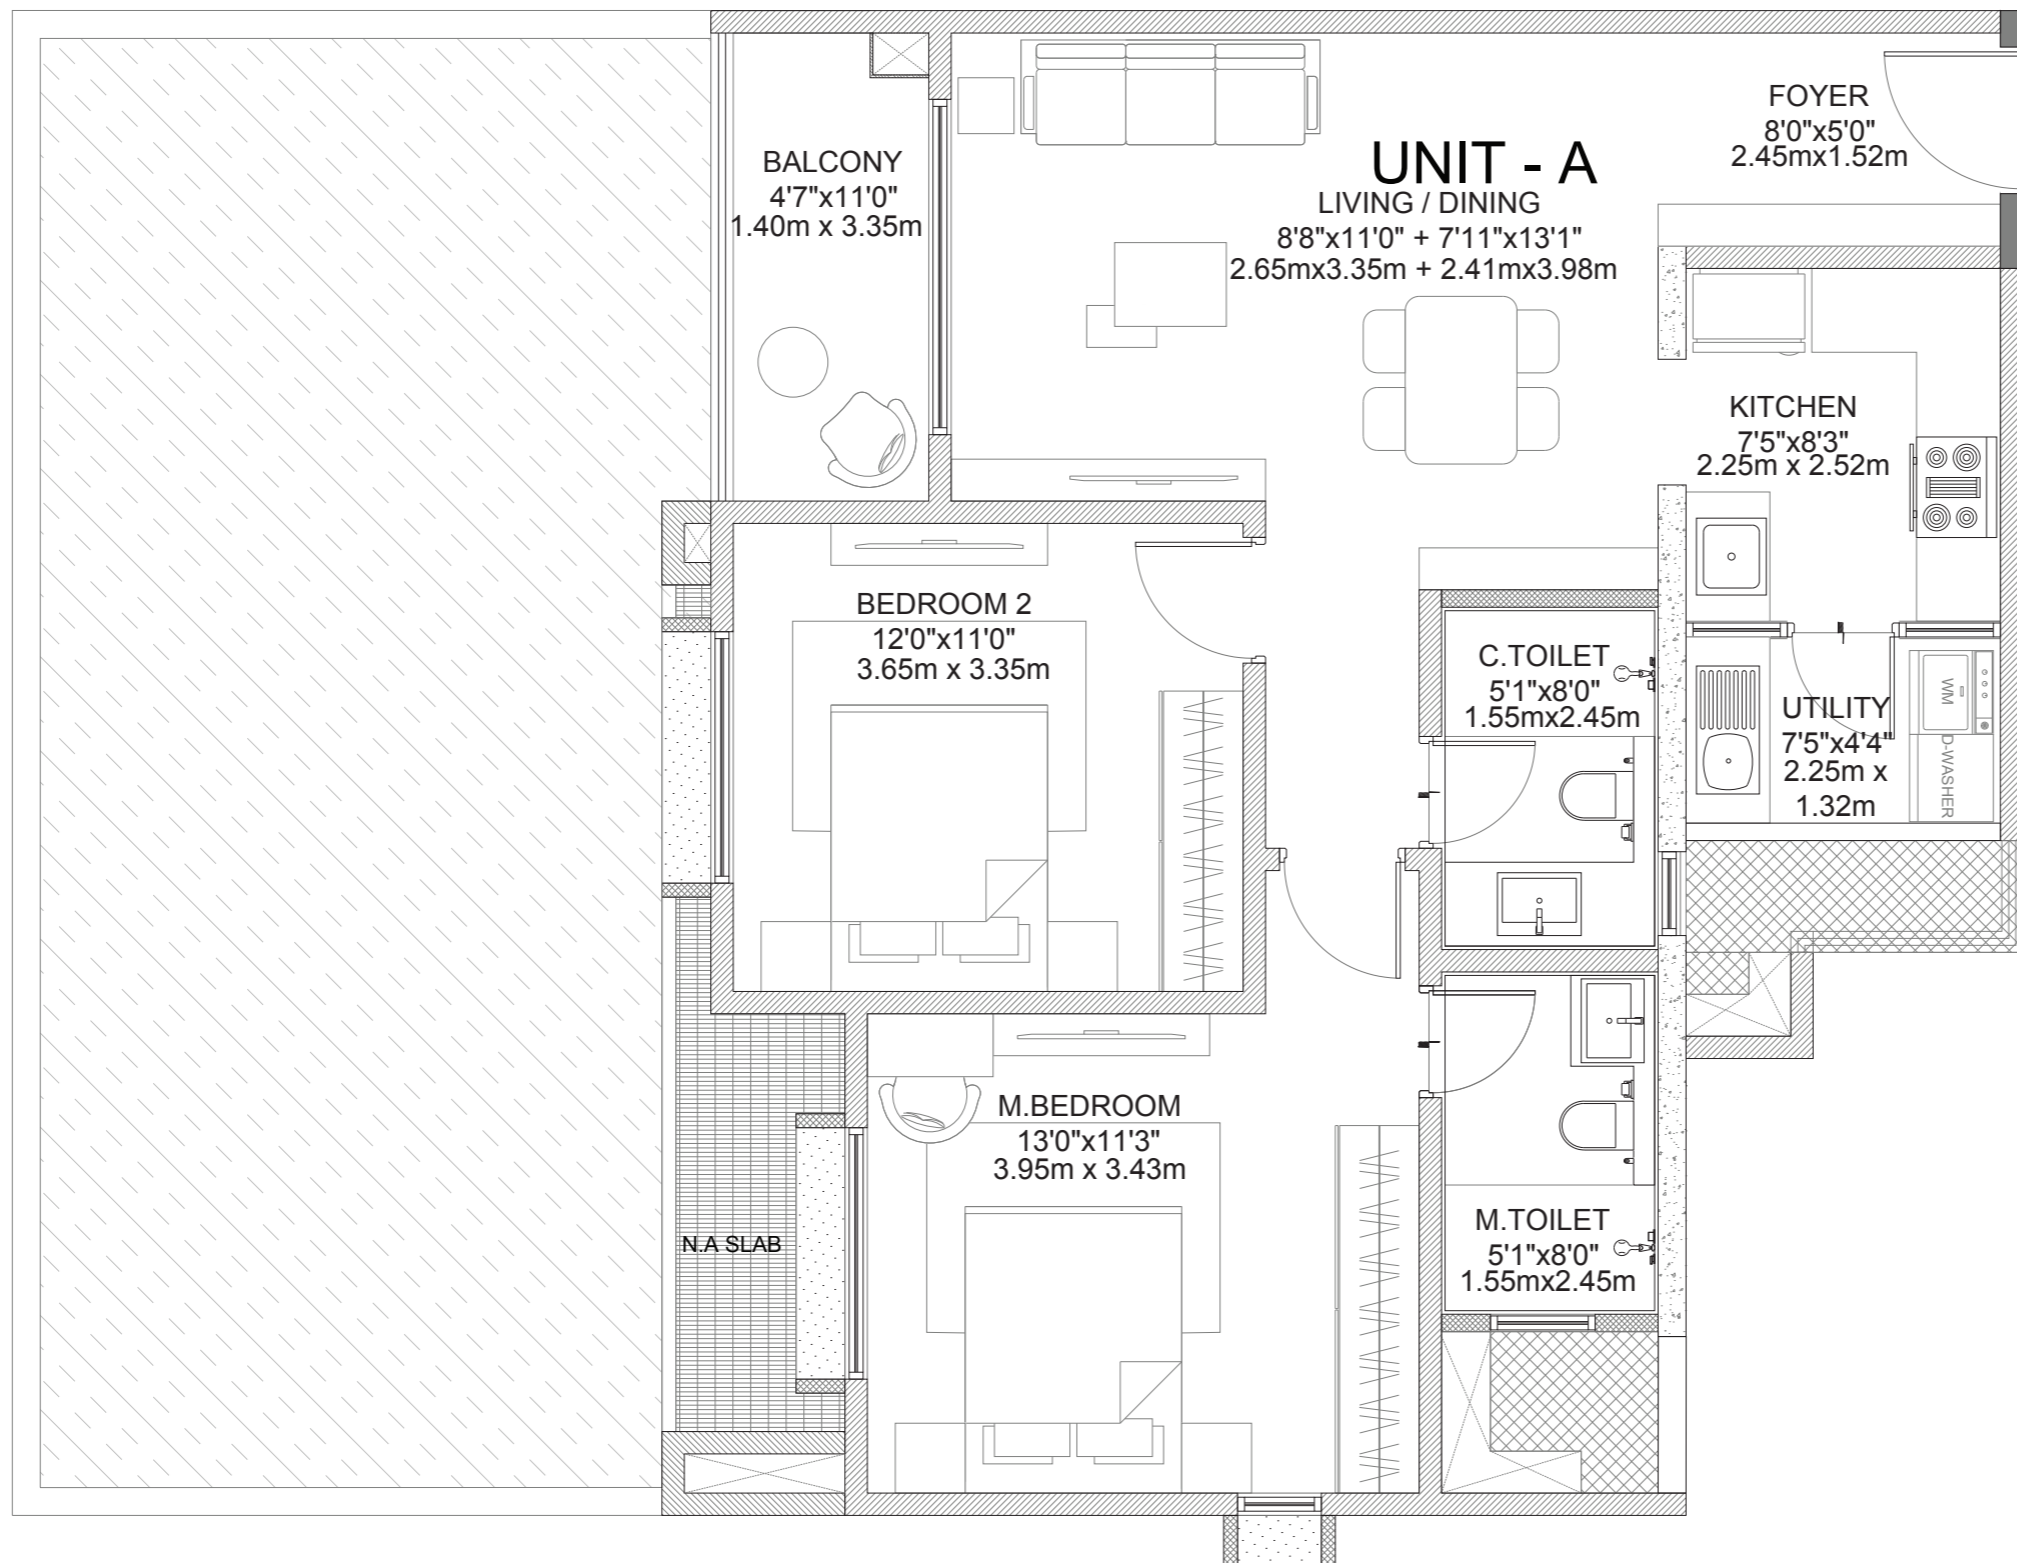 FOYER
8'0"x5'0"
2.45mx1.52m
UNIT - A
LIVING / DINING
8'8"x11'0" + 7'11"x13'1"
2.65mx3.35m + 2.41mx3.98m
BALCONY
4'7"x11'0"
1.40m x 3.35m
KITCHEN
7'5"x8'3"
2.25m x 2.52m
BEDROOM 2
12'0"x11'0"
3.65m x 3.35m
C.TOILET
5'1"x8'0"
1.55mx2.45m
UTILITY
7'5"x4'4"
2.25m x
1.32m
WM
D-WASHER
M.BEDROOM
13'0"x11'3"
3.95m x 3.43m
M.TOILET
5'1"x8'0"
1.55mx2.45m
N.A SLAB